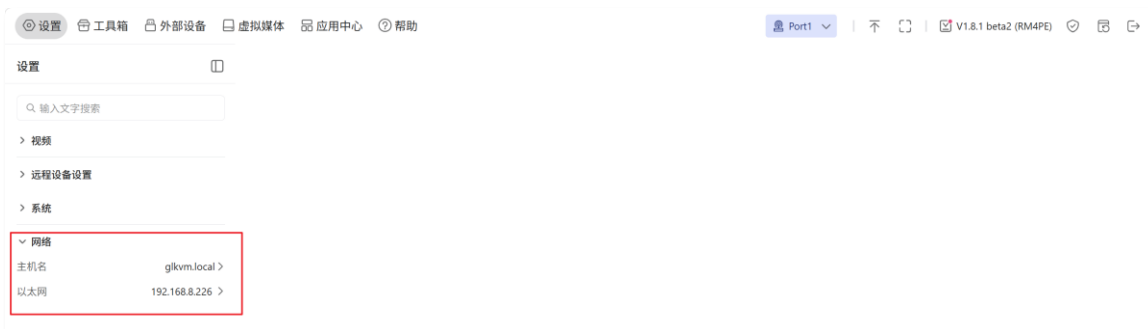 设置 工具箱 外部设备 虚拟媒体 应用中心 帮助 Port1 V1.8.1 beta2 (RM4PE)
设置
输入文字搜索
视频
远程设备设置
系统
网络
主机名 glkvm.local
以太网 192.168.8.226